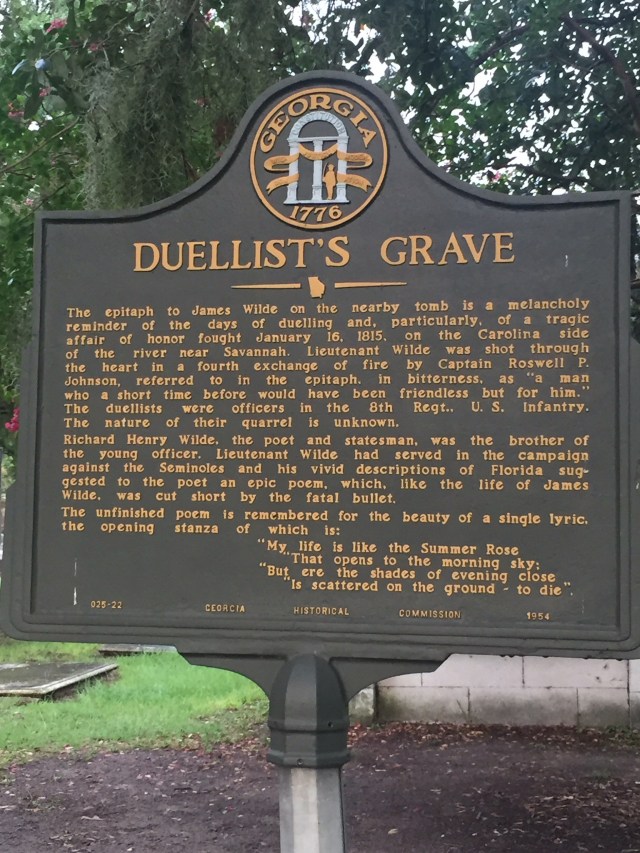 GEORGIA
1776
DUELLIST'S GRAVE
The epitaph to James Wilde on the nearby tomb is a melancholy
reminder of the days of duelling and, particularly, of a tragic
affair of honor fought January 16, 1815, on the Carolina side
of the river near Savannah. Lieutenant Wilde was shot through
the heart in a fourth exchange of fire by Captain Roswell P.
Johnson, referred to in the epitaph, in bitterness, as "a man
who a short time before would have been friendless but for him."
The duellists were officers in the 8th Regt., U. S. Infantry.
The nature of their quarrel is unknown.
Richard Henry Wilde, the poet and statesman, was the brother of
the young officer. Lieutenant Wilde had served in the campaign
against the Seminoles and his vivid descriptions of Florida sug-
gested to the poet an epic poem, which, like the life of James
Wilde, was cut short by the fatal bullet.
The unfinished poem is remembered for the beauty of a single lyric,
the opening stanza of which is:
"My life is like the Summer Rose
"That opens to the morning sky;
"But ere the shades of evening close
"Is scattered on the ground - to die".
025-22 GEORGIA HISTORICAL COMMISSION 1954